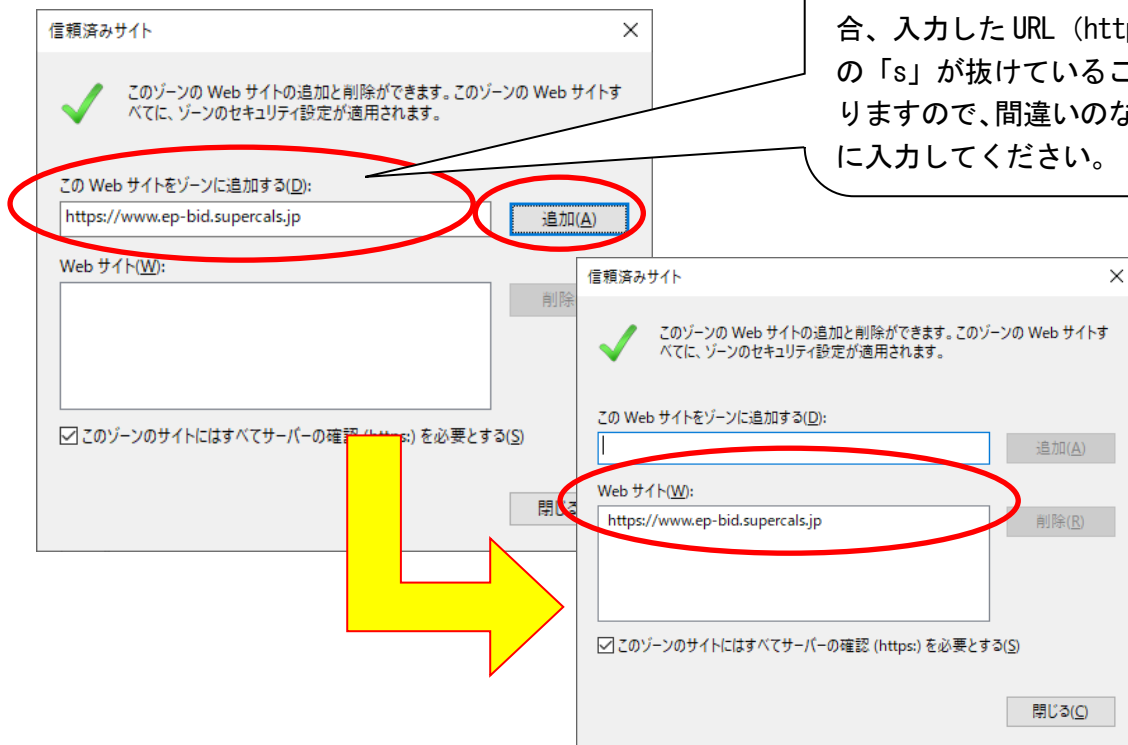 信頼済みサイト
このゾーンの Web サイトの追加と削除ができます。このゾーンの Web サイトす
べてに、ゾーンのセキュリティ設定が適用されます。
この Web サイトをゾーンに追加する(D):
https://www.ep-bid.supercals.jp
追加(A)
Web サイト(W):
削除
このゾーンのサイトにはすべてサーバーの確認 (https:) を必要とする(S)
閉じる
合、入力した URL（http
の「s」が抜けているこ
りますので、間違いのな
に入力してください。
信頼済みサイト
このゾーンの Web サイトの追加と削除ができます。このゾーンの Web サイトす
べてに、ゾーンのセキュリティ設定が適用されます。
この Web サイトをゾーンに追加する(D):
追加(A)
Web サイト(W):
https://www.ep-bid.supercals.jp
削除(R)
このゾーンのサイトにはすべてサーバーの確認 (https:) を必要とする(S)
閉じる(C)